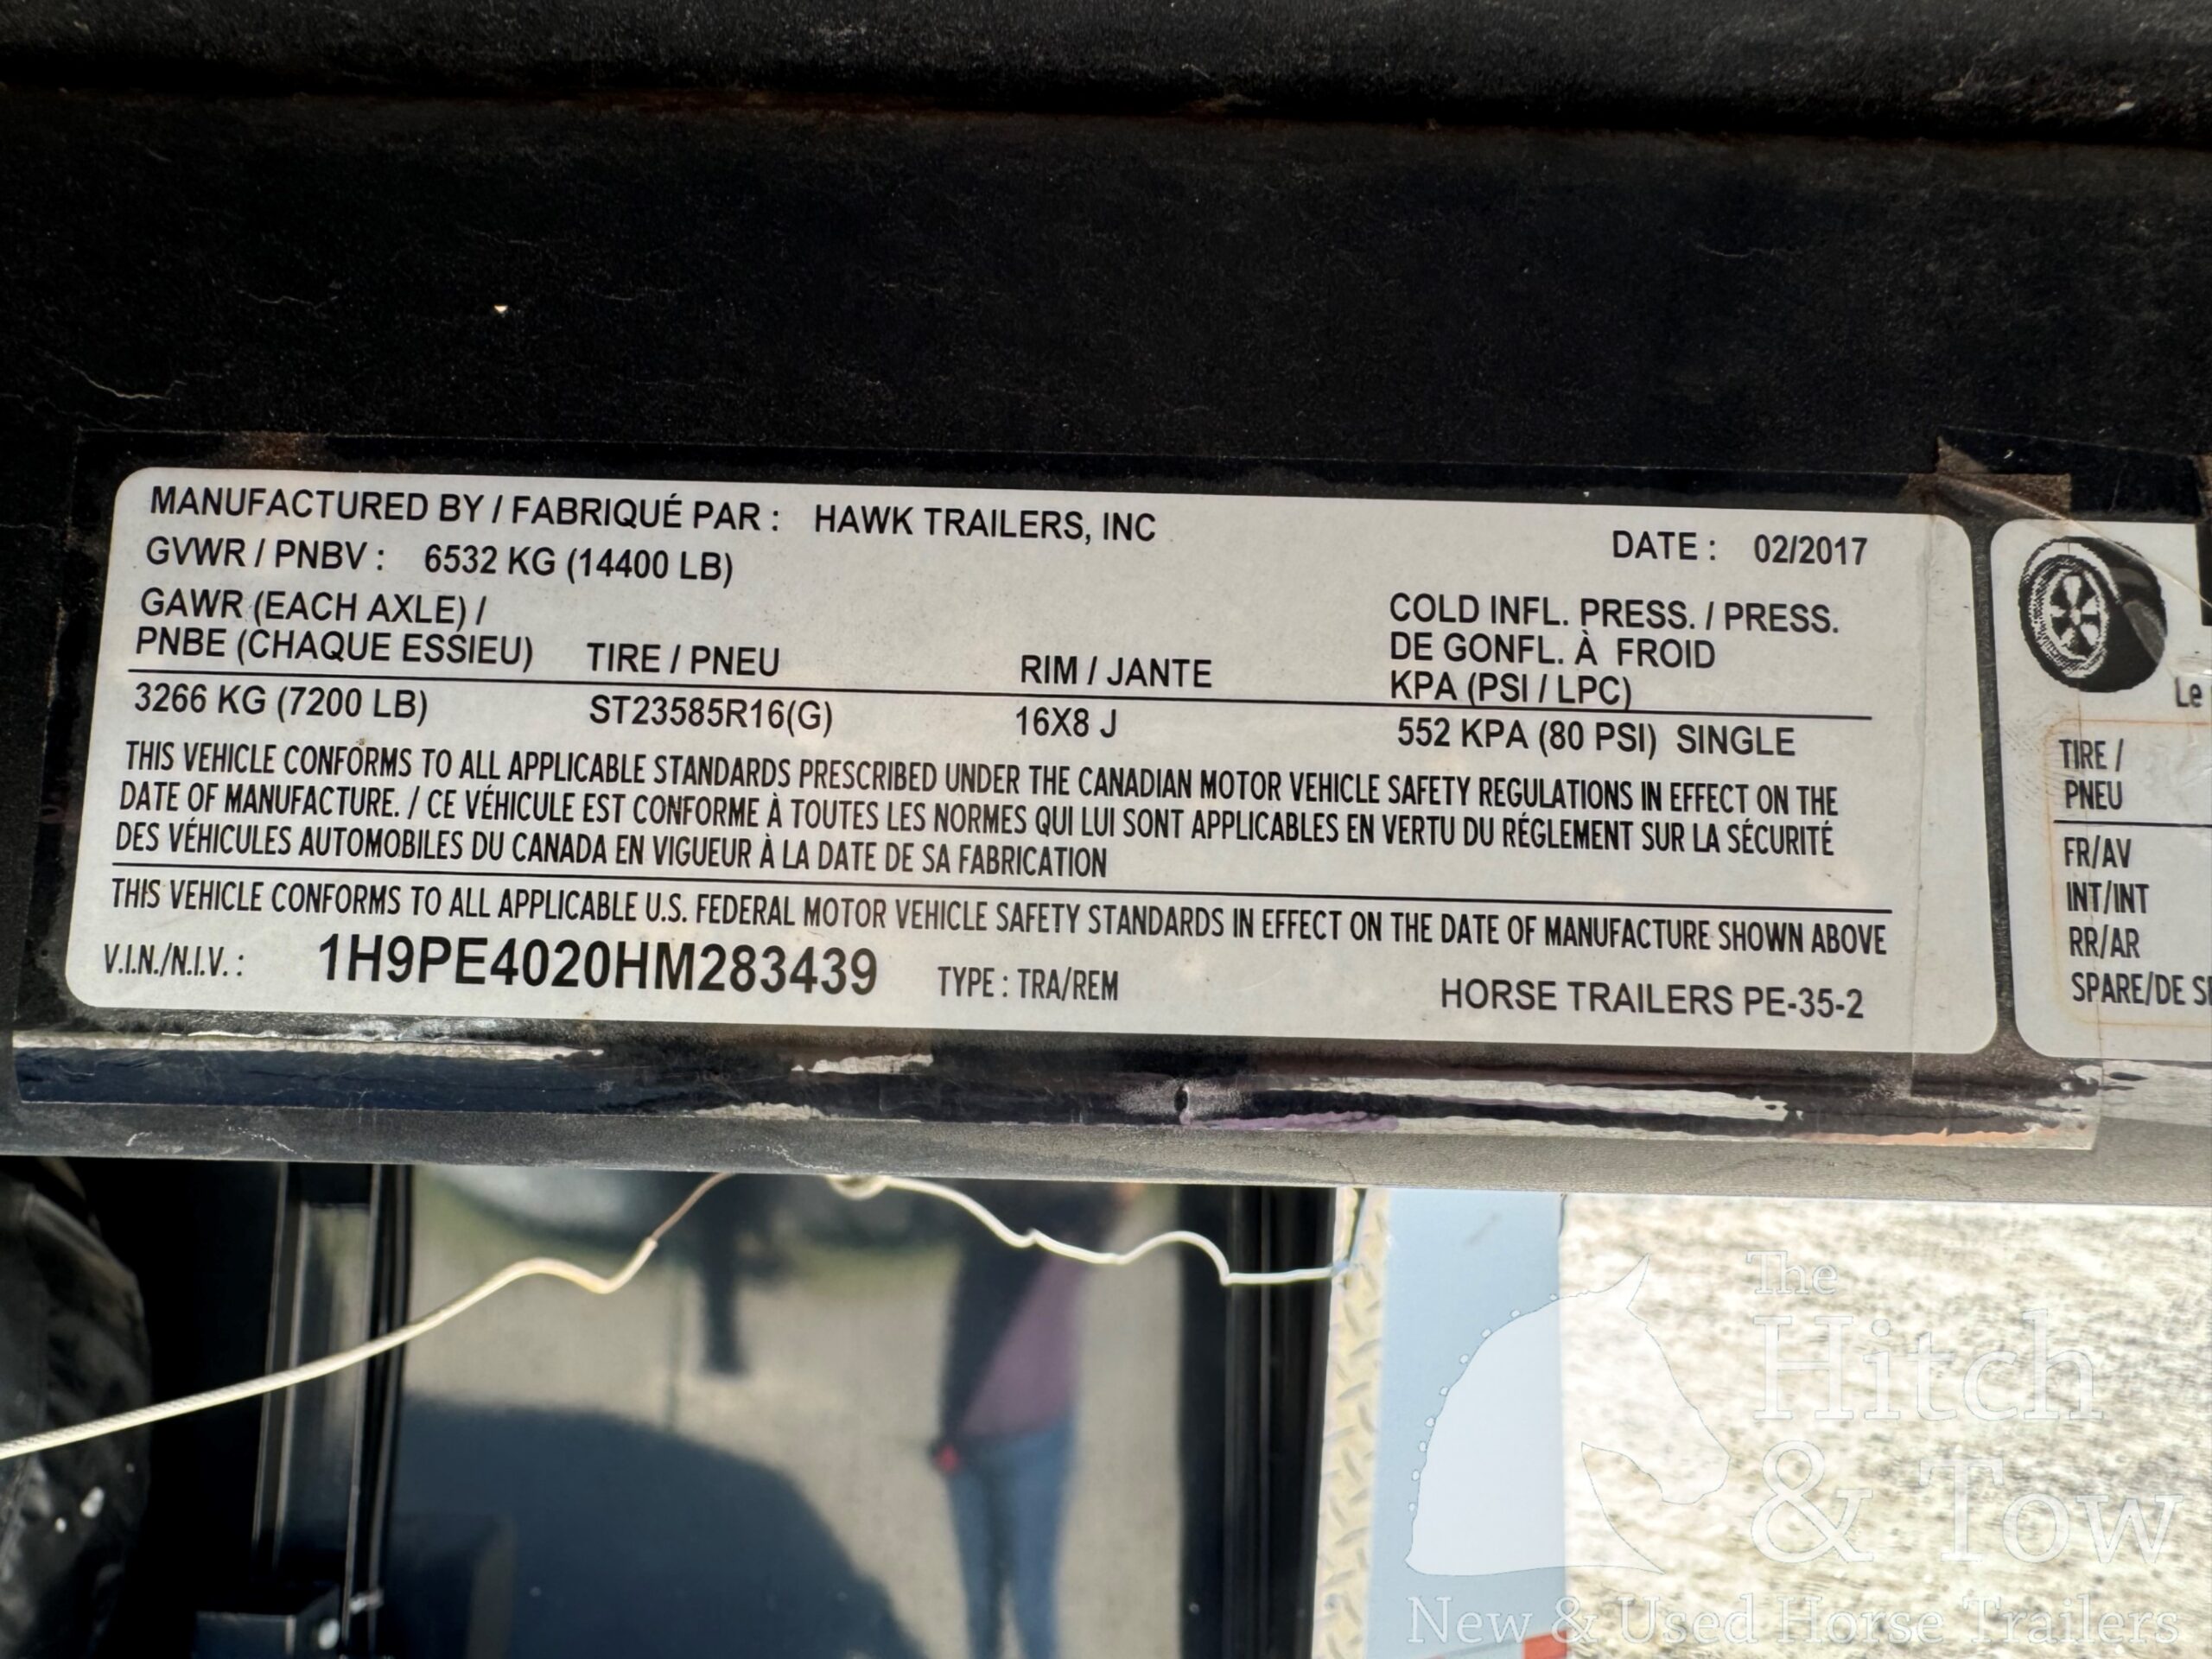 MANUFACTURED BY / FABRIQUÉ PAR : HAWK TRAILERS, INC
DATE : 02/2017
GVWR / PNBV : 6532 KG (14400 LB)
GAWR (EACH AXLE) /
PNBE (CHAQUE ESSIEU)
TIRE / PNEU
RIM / JANTE
COLD INFL. PRESS. / PRESS.
DE GONFL. À FROID
KPA (PSI / LPC)
3266 KG (7200 LB) ST23585R16(G) 16X8 J 552 KPA (80 PSI) SINGLE
THIS VEHICLE CONFORMS TO ALL APPLICABLE STANDARDS PRESCRIBED UNDER THE CANADIAN MOTOR VEHICLE SAFETY REGULATIONS IN EFFECT ON THE
DATE OF MANUFACTURE. / CE VÉHICULE EST CONFORME À TOUTES LES NORMES QUI LUI SONT APPLICABLES EN VERTU DU RÉGLEMENT SUR LA SÉCURITÉ
DES VÉHICULES AUTOMOBILES DU CANADA EN VIGUEUR À LA DATE DE SA FABRICATION
THIS VEHICLE CONFORMS TO ALL APPLICABLE U.S. FEDERAL MOTOR VEHICLE SAFETY STANDARDS IN EFFECT ON THE DATE OF MANUFACTURE SHOWN ABOVE
V.I.N./N.I.V. : 1H9PE4020HM283439 TYPE : TRA/REM HORSE TRAILERS PE-35-2
Le
TIRE /
PNEU
FR/AV
INT/INT
RR/AR
SPARE/DE
The
Hitch
& Tow
New & Used Horse Trailers